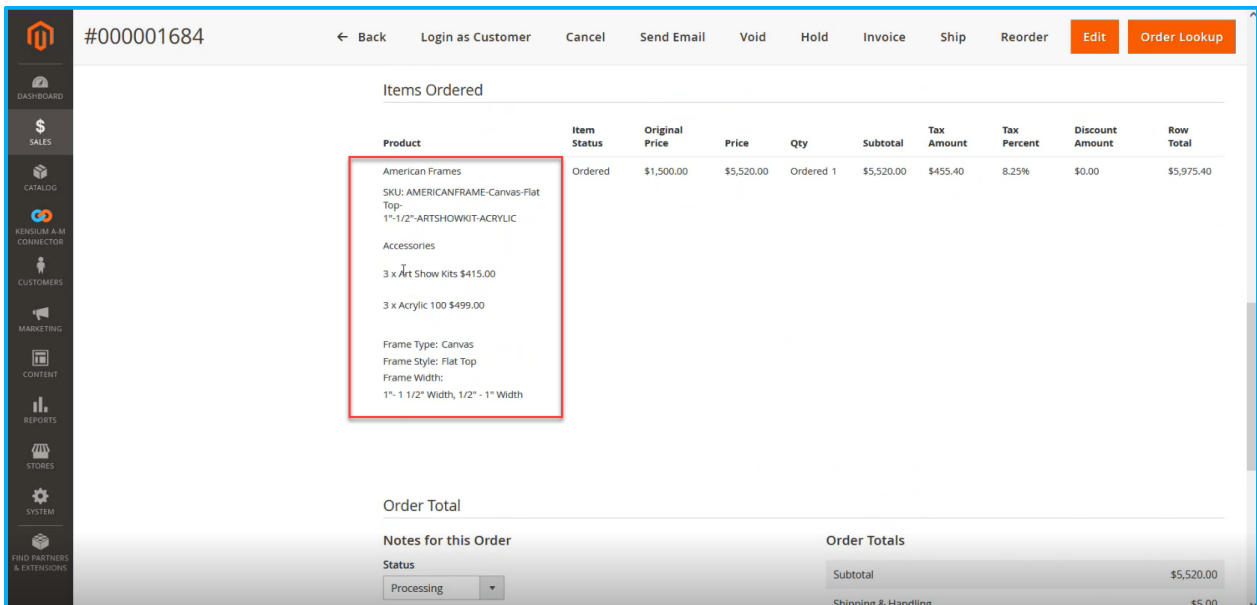 #000001684
← Back Login as Customer Cancel Send Email Void Hold Invoice Ship Reorder Edit Order Lookup
DASHBOARD
SALES
CATALOG
KENSIUM A-M
CONNECTOR
CUSTOMERS
MARKETING
CONTENT
REPORTS
STORES
SYSTEM
FIND PARTNERS
& EXTENSIONS
Items Ordered
Product Item Status Original Price Price Qty Subtotal Tax Amount Tax Percent Discount Amount Row Total
American Frames Ordered $1,500.00 $5,520.00 Ordered 1 $5,520.00 $455.40 8.25% $0.00 $5,975.40
SKU: AMERICANFRAME-Canvas-Flat
Top-
1"-1/2"-ARTSHOWKIT-ACRYLIC
Accessories
3 x Art Show Kits $415.00
3 x Acrylic 100 $499.00
Frame Type: Canvas
Frame Style: Flat Top
Frame Width:
1"- 1 1/2" Width, 1/2" - 1" Width
Order Total
Notes for this Order
Status
Processing
Order Totals
Subtotal $5,520.00
Shipping & Handling $5.00